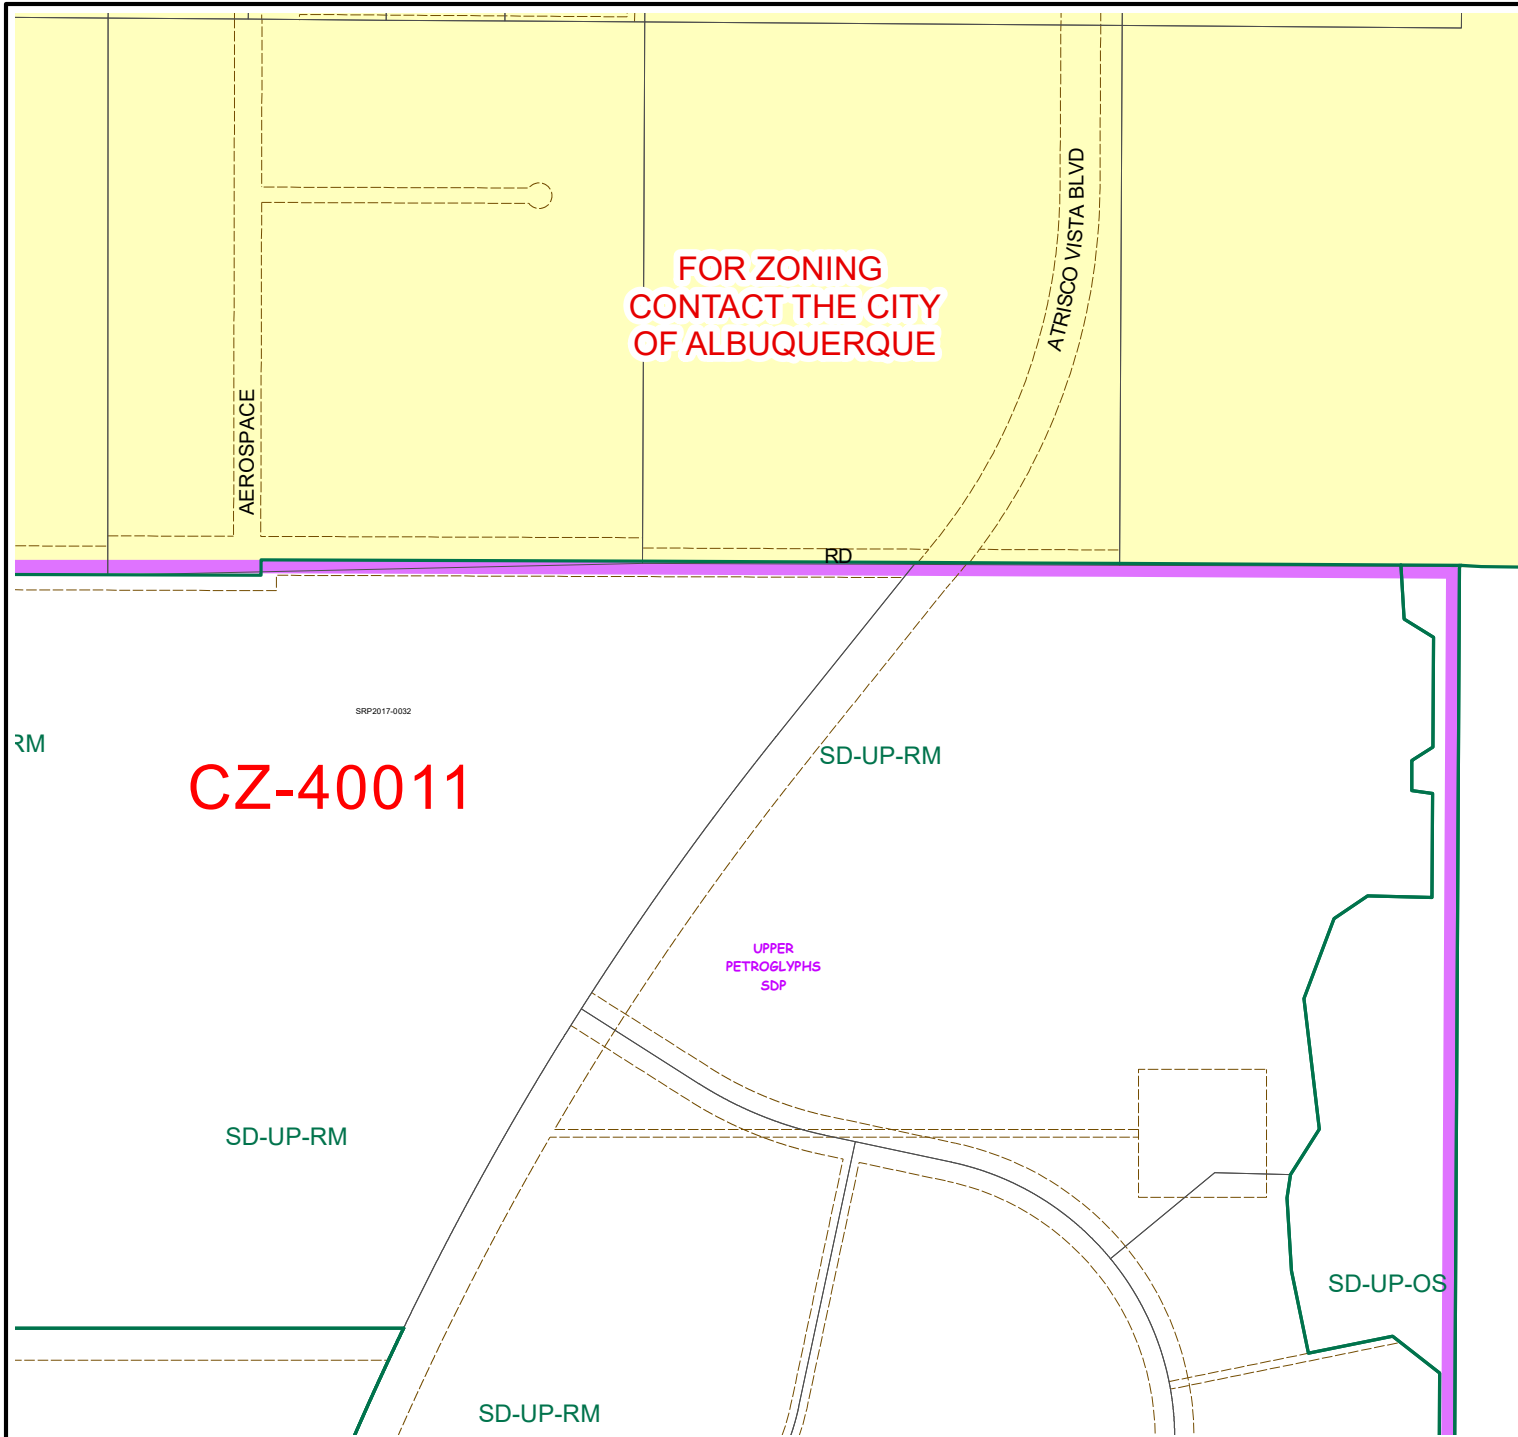 ATRISCO VISTA BLVD
FOR ZONING
CONTACT THE CITY
OF ALBUQUERQUE
AEROSPACE
RD
SRP2017-0032
RM
SD-UP-RM
CZ-40011
UPPER
PETROGLYPHS
SDP
SD-UP-RM
SD-UP-OS
SD-UP-RM